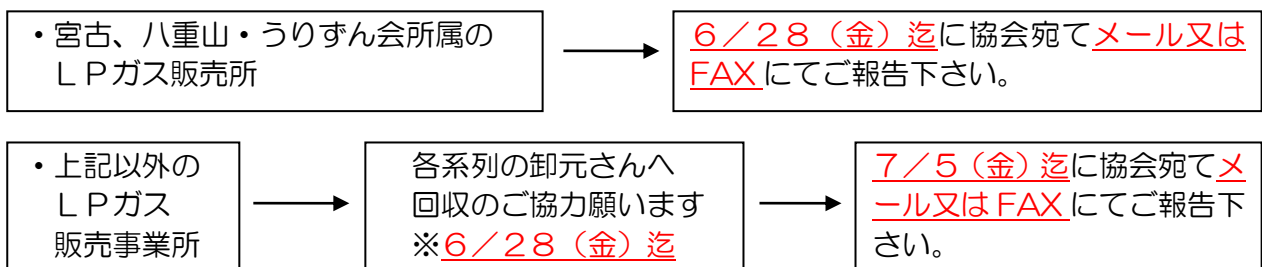 ・宮古、八重山・うりずん会所属の
ＬＰガス販売所
６／２８（金）迄に協会宛てメール又は
FAXにてご報告下さい。
・上記以外の
ＬＰガス
販売事業所
各系列の卸元さんへ
回収のご協力願います
※６／２８（金）迄
７／５（金）迄に協会宛てメ
ール又はFAXにてご報告下
さい。